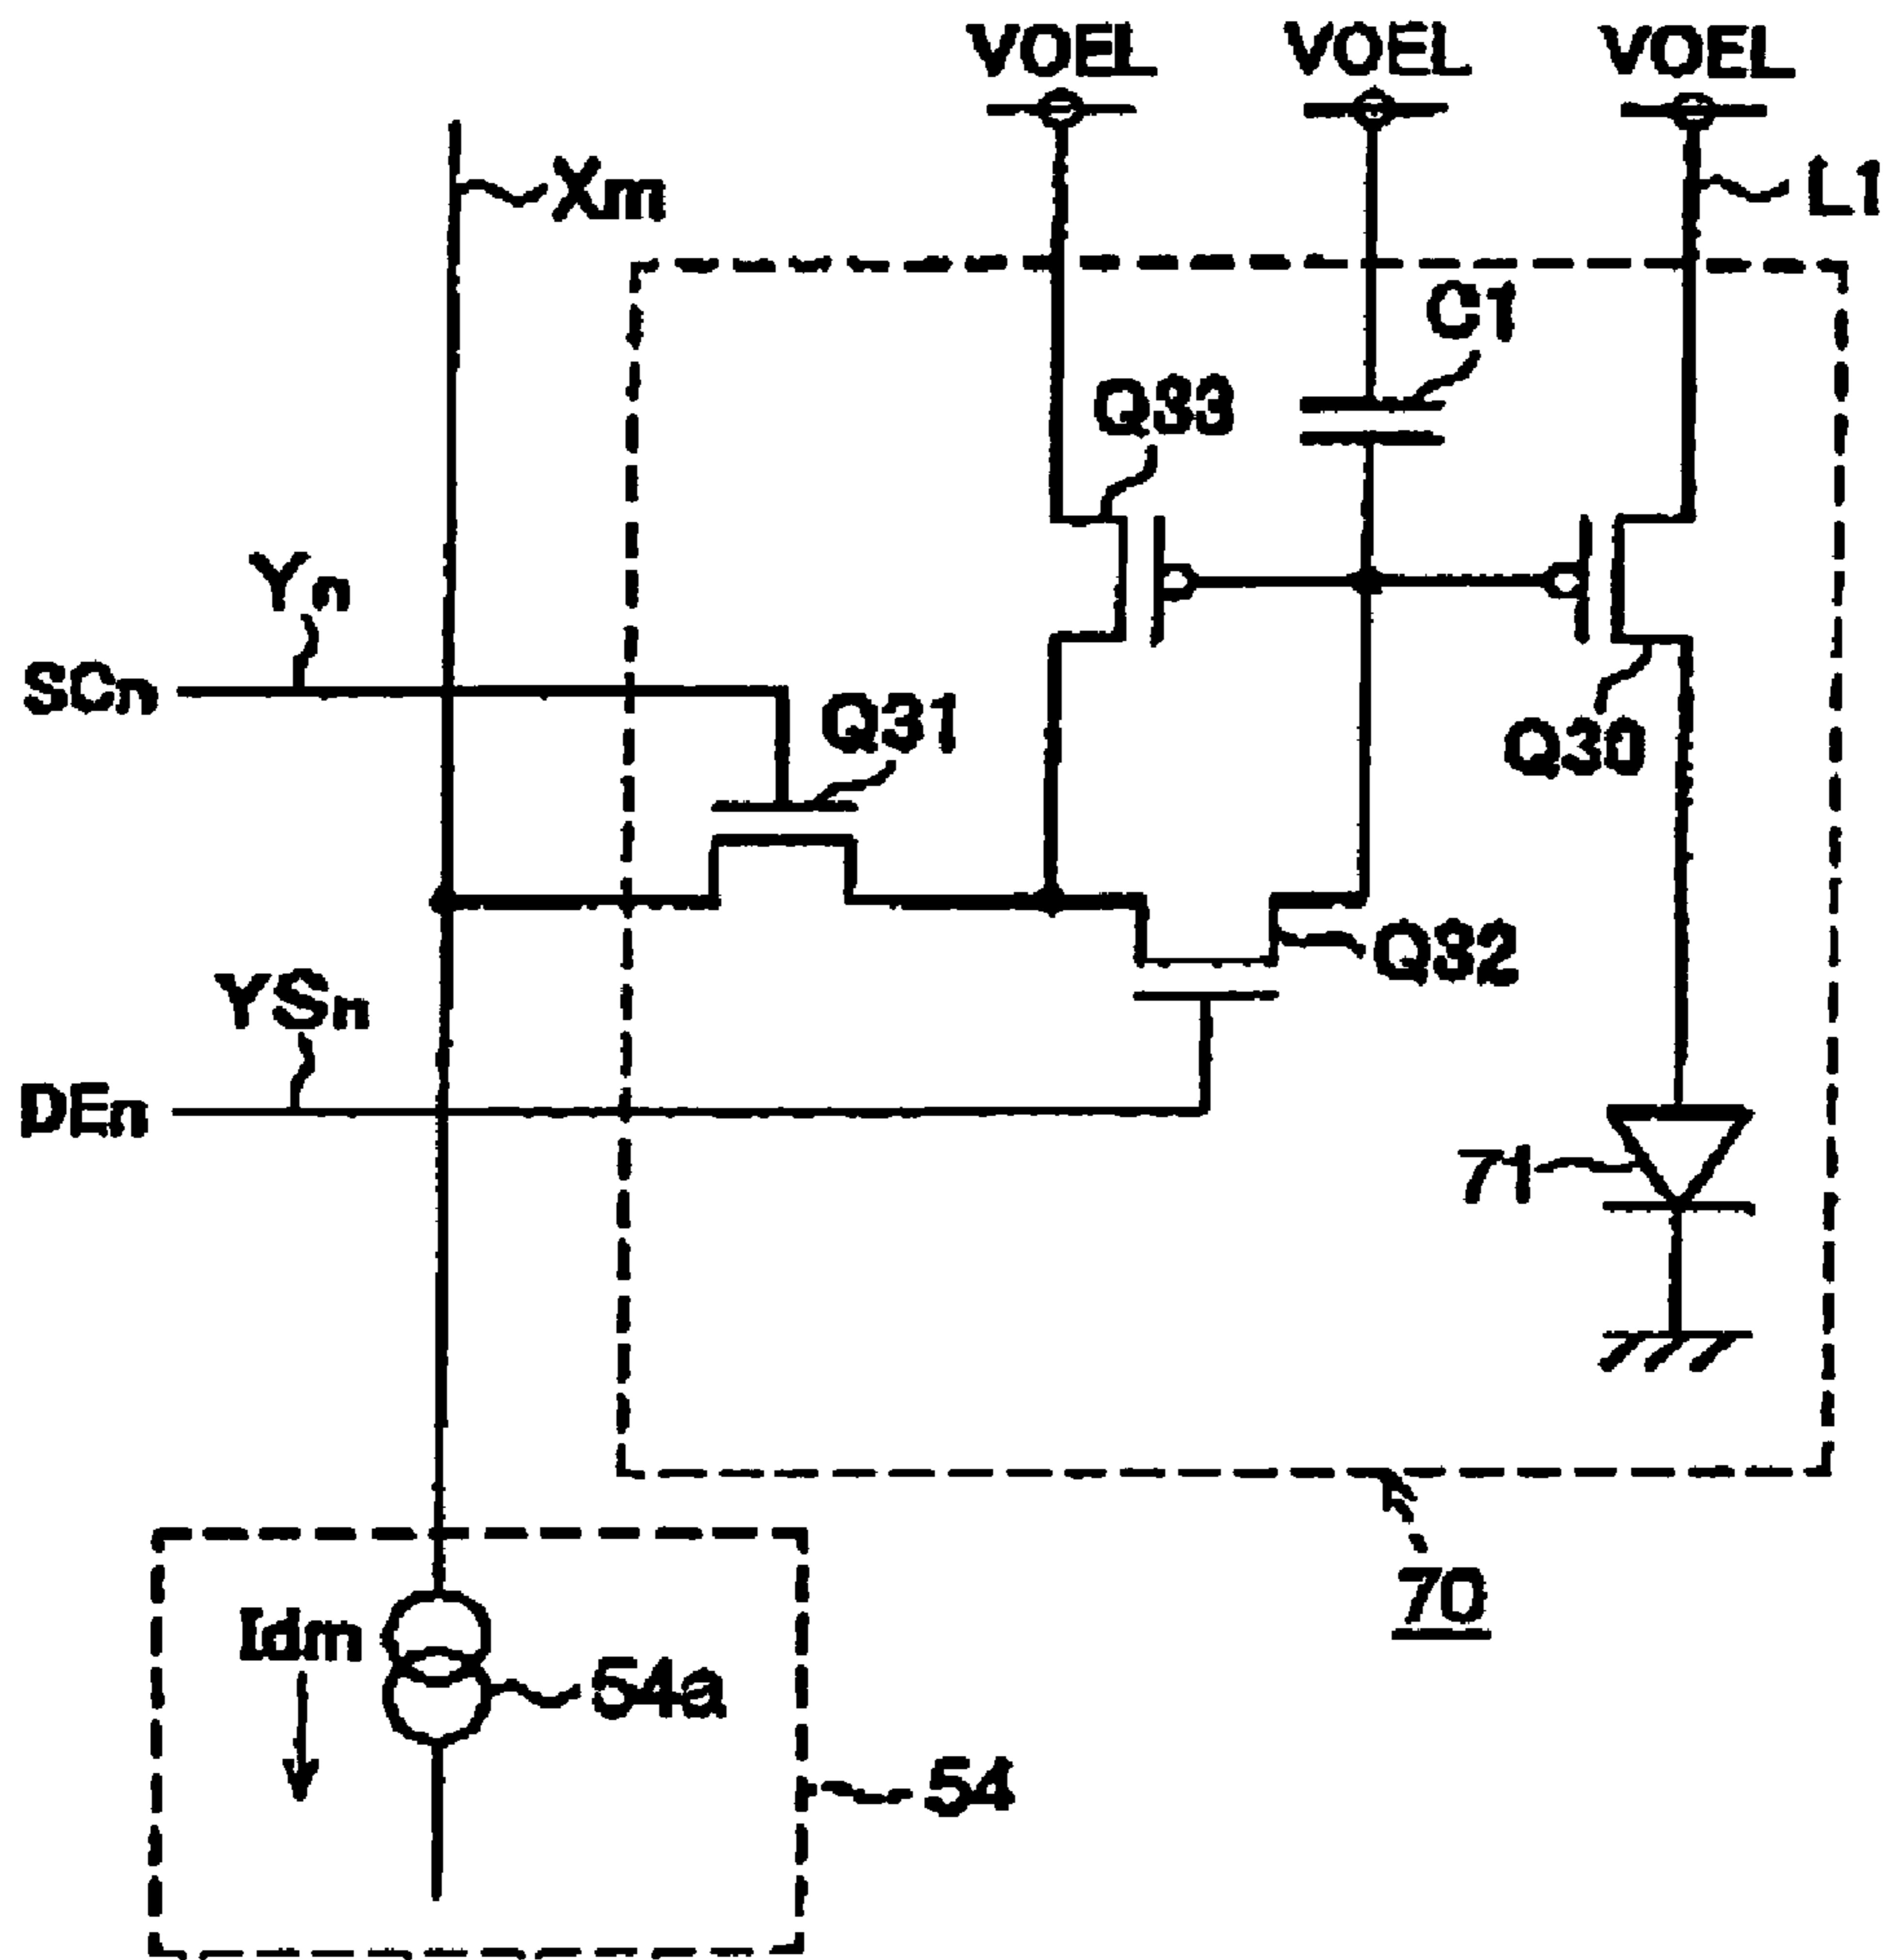 VOEL VOEL VOEL
Xm
L1
C1
Q33
Yn
SCn
Q31
Q30
Q32
YSn
DEn
71
70
Idm
54a
54